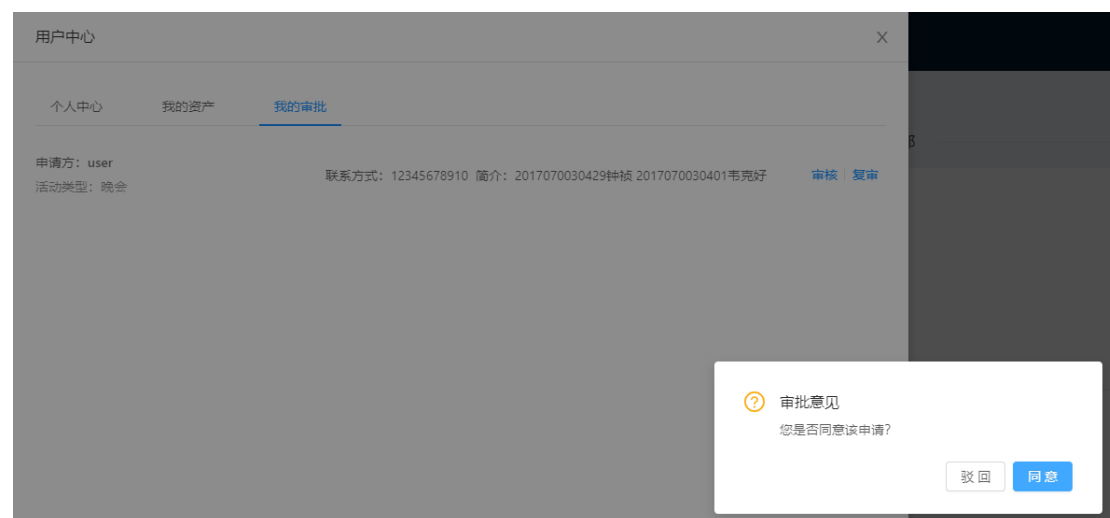 用户中心
个人中心 我的资产 我的审批
申请方：user
活动类型：晚会
联系方式：12345678910 简介：2017070030429钟祯 2017070030401韦克好 审核 复审
审批意见
您是否同意该申请?
驳 回 同 意